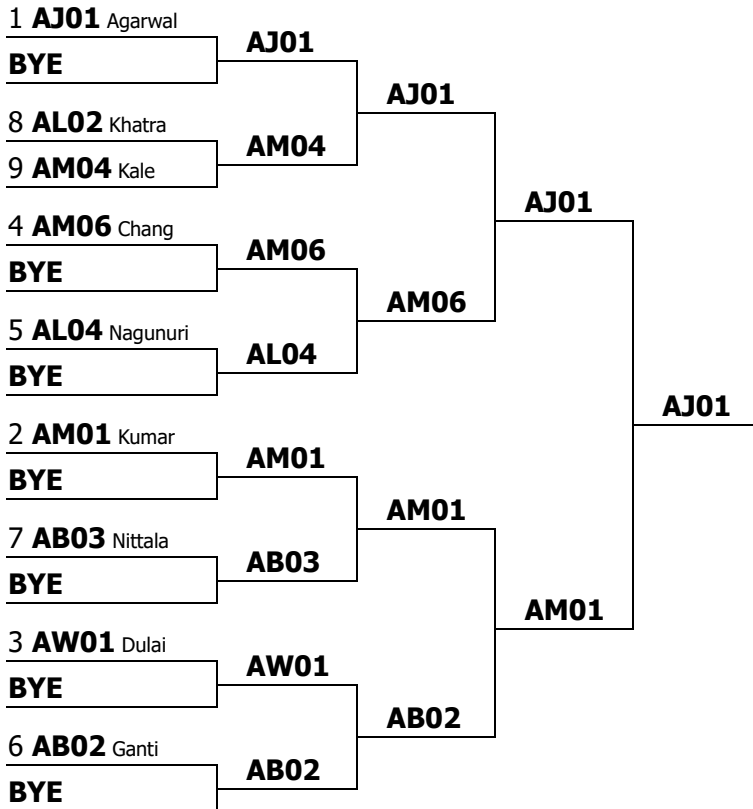 1 AJ01 Agarwal
BYE
8 AL02 Khatra
9 AM04 Kale
4 AM06 Chang
BYE
5 AL04 Nagunuri
BYE
2 AM01 Kumar
BYE
7 AB03 Nittala
BYE
3 AW01 Dulai
BYE
6 AB02 Ganti
BYE
AJ01
AM04
AM06
AL04
AM01
AB03
AW01
AB02
AJ01
AM06
AM01
AB02
AJ01
AM01
AJ01